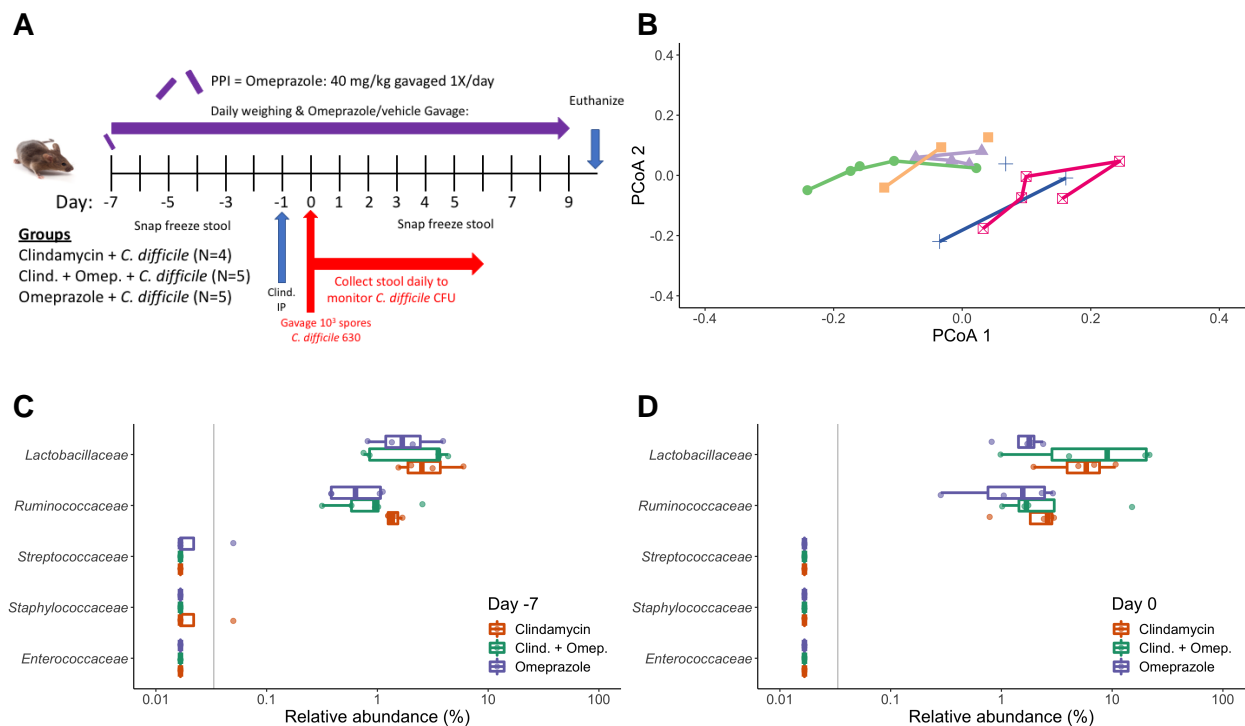 A
PPI = Omeprazole: 40 mg/kg gavaged 1X/day
Daily weighing & Omeprazole/vehicle Gavage:
Euthanize
Day: -7 -5 -3 -1 0 1 2 3 5 7 9
Snap freeze stool
Snap freeze stool
Groups
Clindamycin + C. difficile (N=4)
Clind. + Omep. + C. difficile (N=5)
Omeprazole + C. difficile (N=5)
Clind.
IP
Collect stool daily to
monitor C. difficile CFU
Gavage 10³ spores
C. difficile 630
B
PCoA 2
0.4
0.2
0.0
-0.2
-0.4
-0.4 -0.2 0.0 0.2 0.4
PCoA 1
C
Lactobacillaceae
Ruminococcaceae
Streptococcaceae
Staphylococcaceae
Enterococcaceae
Day -7
Clindamycin
Clind. + Omep.
Omeprazole
0.01 0.1 1 10 100
Relative abundance (%)
D
Lactobacillaceae
Ruminococcaceae
Streptococcaceae
Staphylococcaceae
Enterococcaceae
Day 0
Clindamycin
Clind. + Omep.
Omeprazole
0.01 0.1 1 10 100
Relative abundance (%)